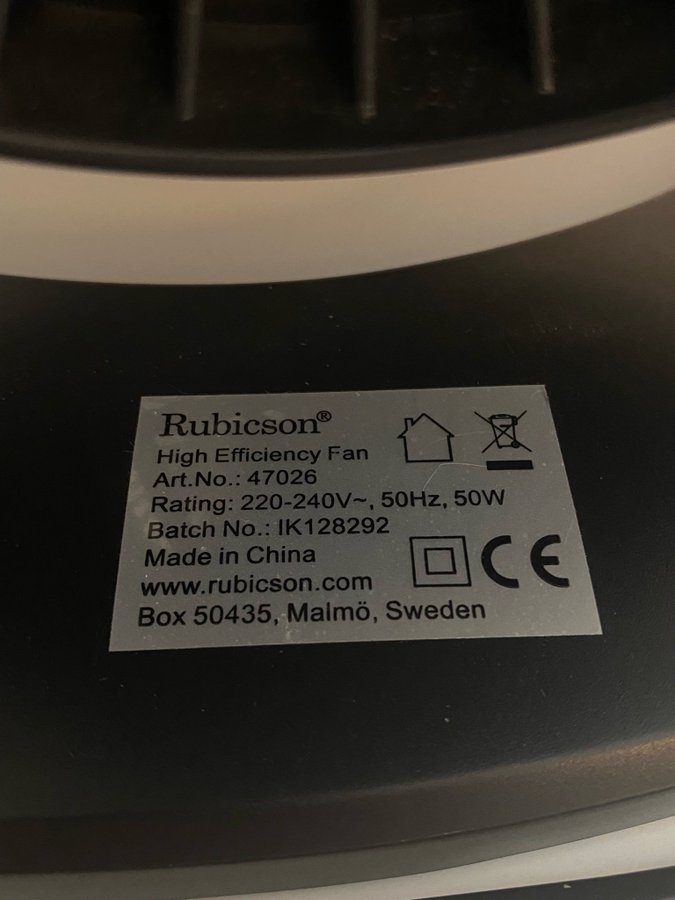 Rubicson®
High Efficiency Fan
Art.No.: 47026
Rating: 220-240V~, 50Hz, 50W
Batch No.: IK128292
Made in China
www.rubicson.com
Box 50435, Malmö, Sweden
CE